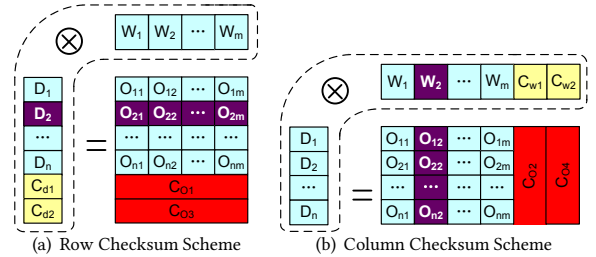 ⊗ W1 W2 ... Wm
D1 O11 O12 ... O1m
D2 O21 O22 ... O2m
... = ... ... ... ...
Dn On1 On2 ... Onm
Cd1 CO1
Cd2 CO3
(a) Row Checksum Scheme
⊗ W1 W2 ... Wm Cw1 Cw2
D1 O11 O12 ... O1m CO2 CO4
D2 O21 O22 ... O2m
... = ... ... ... ...
Dn On1 On2 ... Onm
(b) Column Checksum Scheme